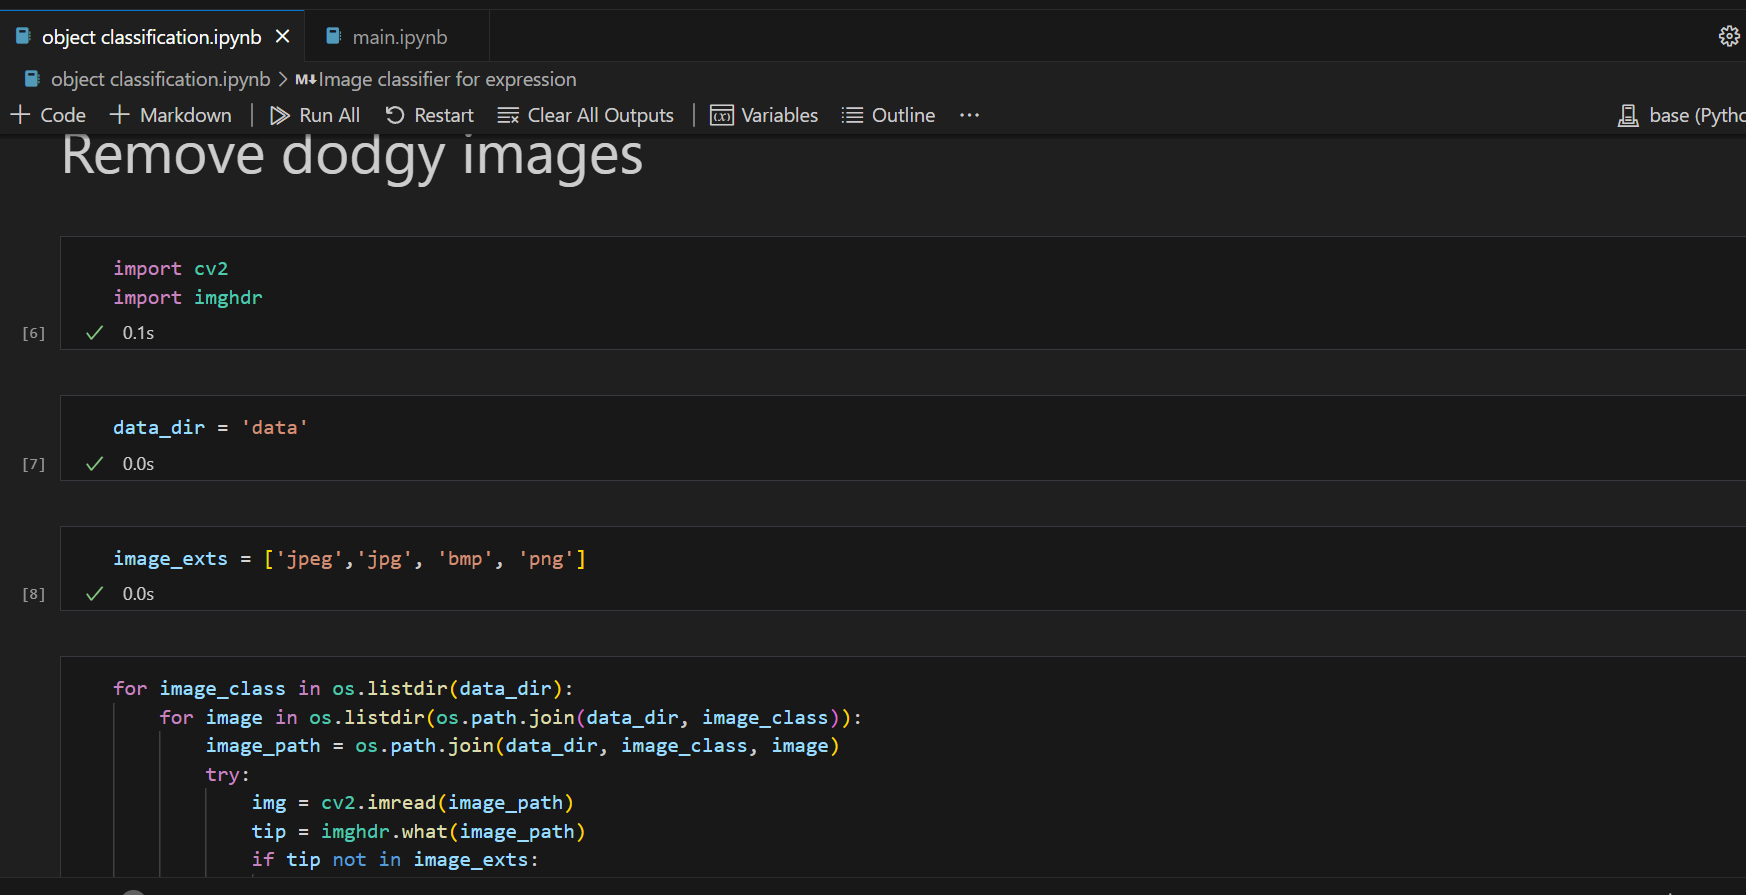 object classification.ipynb
main.ipynb
object classification.ipynb > M↓Image classifier for expression
+ Code + Markdown | Run All Restart Clear All Outputs | Variables Outline ··· base (Pytho
Remove dodgy images
import cv2
import imghdr
[6] 0.1s
data_dir = 'data'
[7] 0.0s
image_exts = ['jpeg','jpg', 'bmp', 'png']
[8] 0.0s
for image_class in os.listdir(data_dir):
for image in os.listdir(os.path.join(data_dir, image_class)):
image_path = os.path.join(data_dir, image_class, image)
try:
img = cv2.imread(image_path)
tip = imghdr.what(image_path)
if tip not in image_exts: